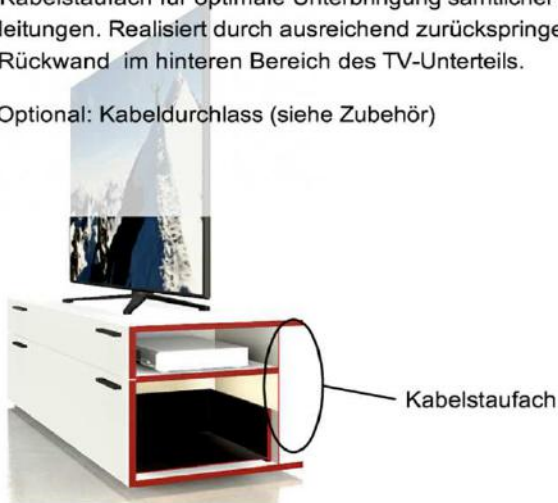 Kabelstaufach für optimale Unterbringung sämtlicher
leitungen. Realisiert durch ausreichend zurückspringe
Rückwand im hinteren Bereich des TV-Unterteils.
Optional: Kabeldurchlass (siehe Zubehör)
Kabelstaufach